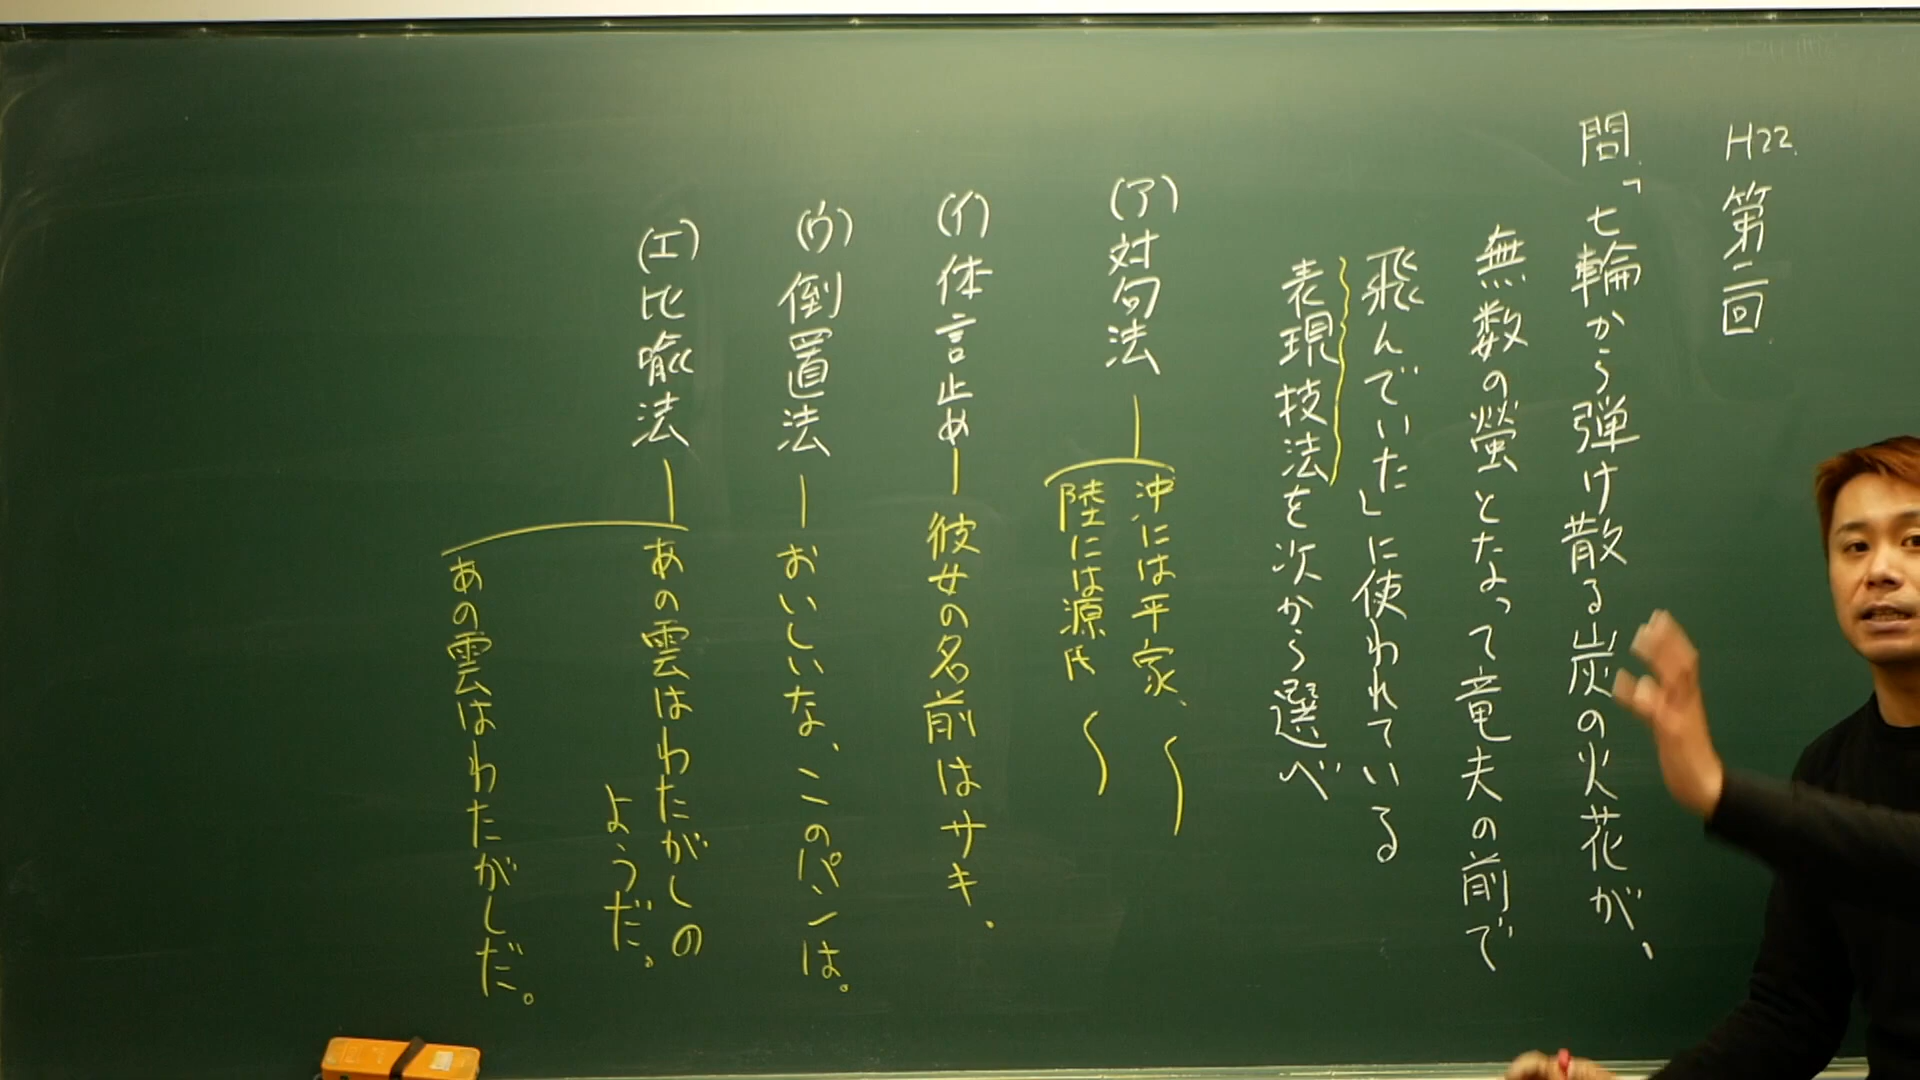 H22 第二回
問「七輪から弾け散る炭の火花が、
無数の螢となって竜夫の前で
飛んでいた」に使われている
表現技法を次から選べ
(ア)対句法
沖には平家、
陸には源氏
(イ)体言止め
彼女の名前はサキ、
(ウ)倒置法
おいしいな、このパンは。
(エ)比喩法
あの雲はわたがしの
ようだ。
あの雲はわたがしだ。